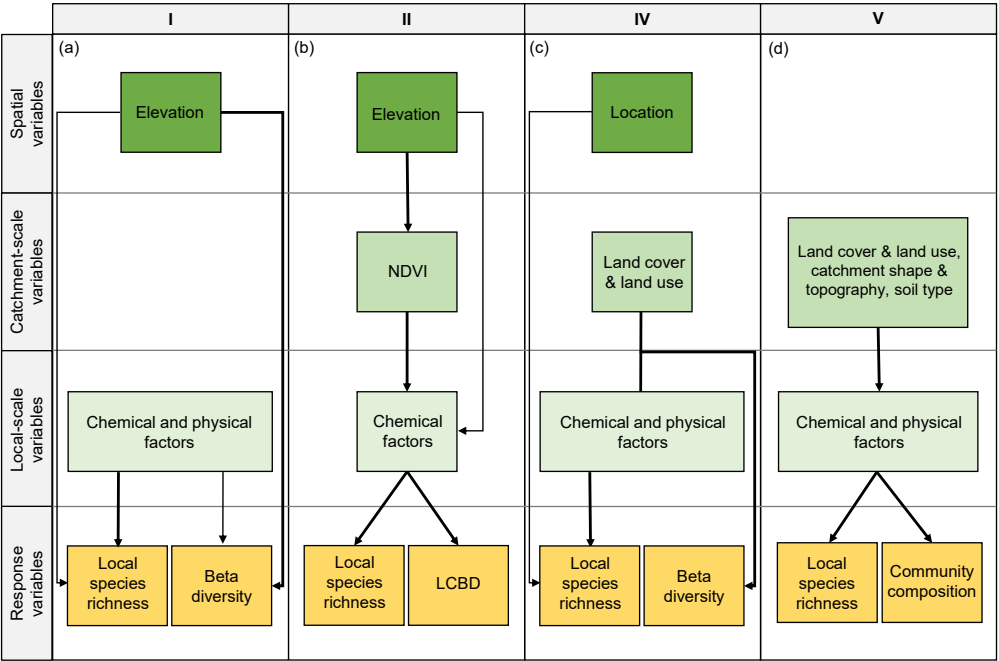 I
II
IV
V
Spatial
variables
(a)
Elevation
(b)
Elevation
(c)
Location
(d)
Catchment-scale
variables
NDVI
Land cover
& land use
Land cover & land use,
catchment shape &
topography, soil type
Local-scale
variables
Chemical and physical
factors
Chemical
factors
Chemical and physical
factors
Chemical and physical
factors
Response
variables
Local
species
richness
Beta
diversity
Local
species
richness
LCBD
Local
species
richness
Beta
diversity
Local
species
richness
Community
composition